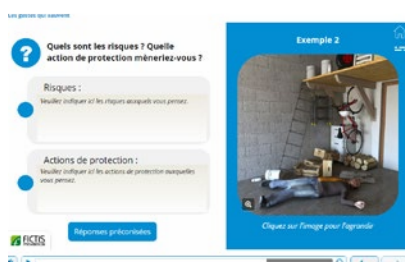 Les gestes qui sauvent
Quels sont les risques ? Quelle
action de protection mèneriez-vous ?
Risques :
Veuillez indiquer ici les risques auxquels vous pensez.
Actions de protection :
Veuillez indiquer ici les actions de protection auxquelles
vous pensez.
Réponses préconisées
FICTIS
Exemple 2
Cliquez sur l'image pour l'agrandir